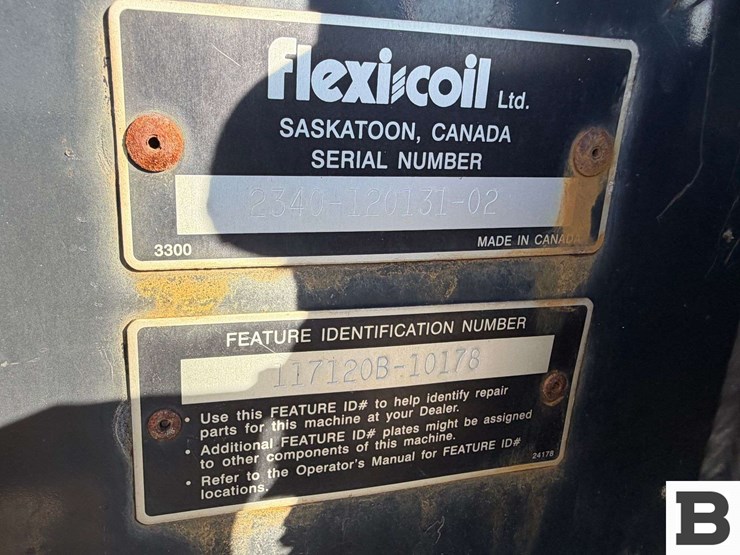 flexi-coil Ltd.
SASKATOON, CANADA
SERIAL NUMBER
2340-120131-02
3300
MADE IN CANADA
FEATURE IDENTIFICATION NUMBER
117120B-10178
• Use this FEATURE ID# to help identify repair
parts for this machine at your Dealer.
• Additional FEATURE ID# plates might be assigned
to other components of this machine.
• Refer to the Operator's Manual for FEATURE ID#
locations.
24178
B